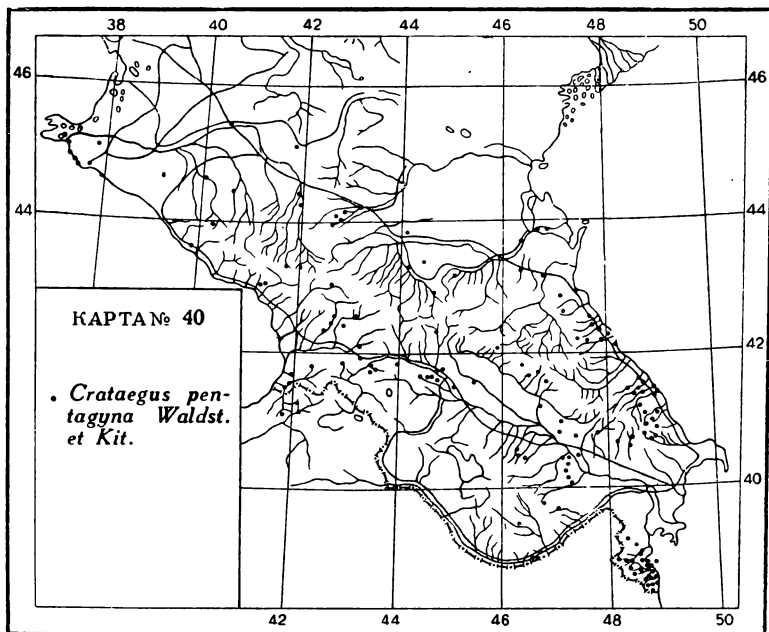 38 40 42 44 46 48 50
46 46
44 44
КАРТА № 40
42
• Crataegus pen-
tagyna Waldst.
et Kit.
40
42 44 46 48 50